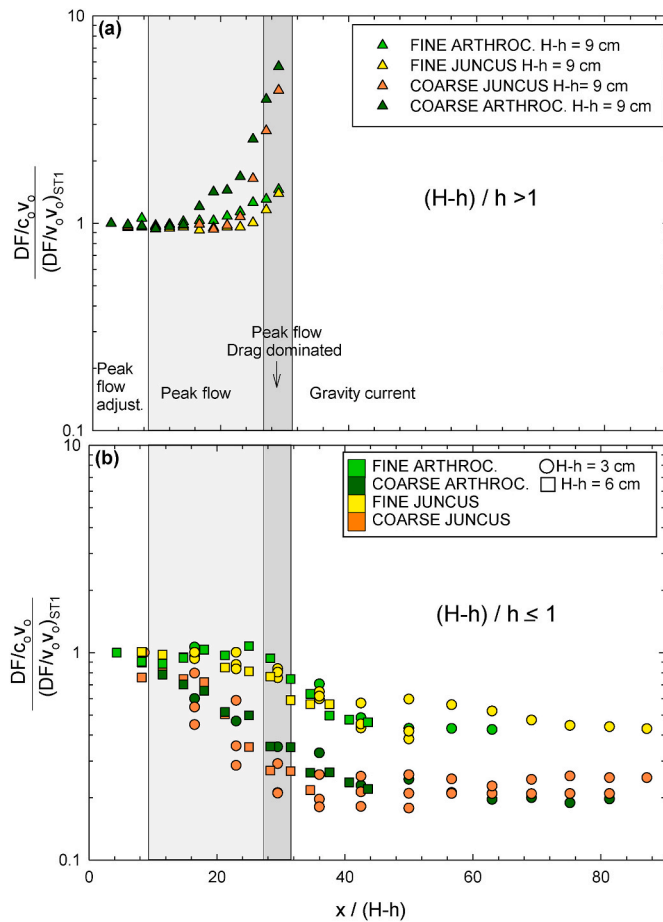 10
(a)
FINE ARTHROC. H-h = 9 cm
FINE JUNCUS H-h = 9 cm
COARSE JUNCUS H-h= 9 cm
COARSE ARTHROC. H-h = 9 cm
DF/c₀v₀
(DF/v₀v₀)ST1
1
(H-h) / h >1
Peak flow
Drag dominated
Peak
flow
adjust.
Peak flow
Gravity current
0.1
10
(b)
FINE ARTHROC.
COARSE ARTHROC.
FINE JUNCUS
COARSE JUNCUS
H-h = 3 cm
H-h = 6 cm
DF/c₀v₀
(DF/v₀v₀)ST1
1
(H-h) / h ≤ 1
0.1
0 20 40 60 80
x / (H-h)